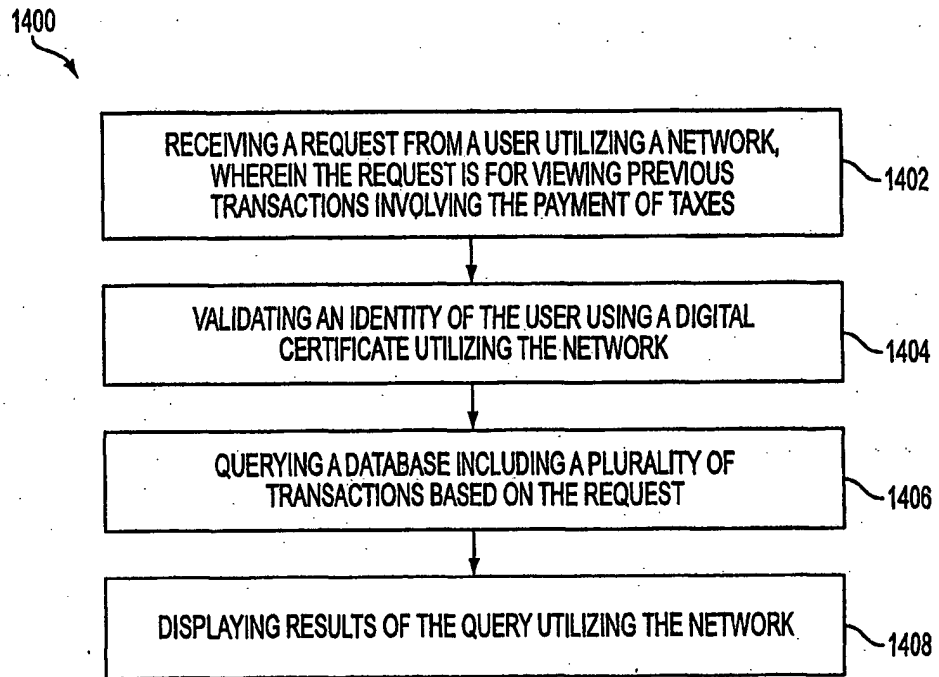 1400
RECEIVING A REQUEST FROM A USER UTILIZING A NETWORK,
WHEREIN THE REQUEST IS FOR VIEWING PREVIOUS
TRANSACTIONS INVOLVING THE PAYMENT OF TAXES
1402
VALIDATING AN IDENTITY OF THE USER USING A DIGITAL
CERTIFICATE UTILIZING THE NETWORK
1404
QUERYING A DATABASE INCLUDING A PLURALITY OF
TRANSACTIONS BASED ON THE REQUEST
1406
DISPLAYING RESULTS OF THE QUERY UTILIZING THE NETWORK
1408